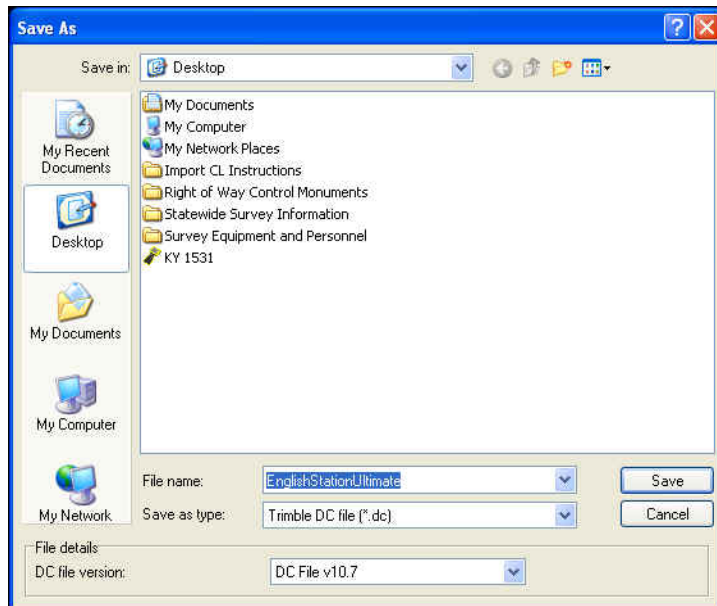 Save As
Save in:
Desktop
My Recent
Documents
Desktop
My Documents
My Computer
My Network
My Documents
My Computer
My Network Places
Import CL Instructions
Right of Way Control Monuments
Statewide Survey Information
Survey Equipment and Personnel
KY 1531
File name:
EnglishStationUltimate
Save
Save as type:
Trimble DC file (*.dc)
Cancel
File details
DC file version:
DC File v10.7